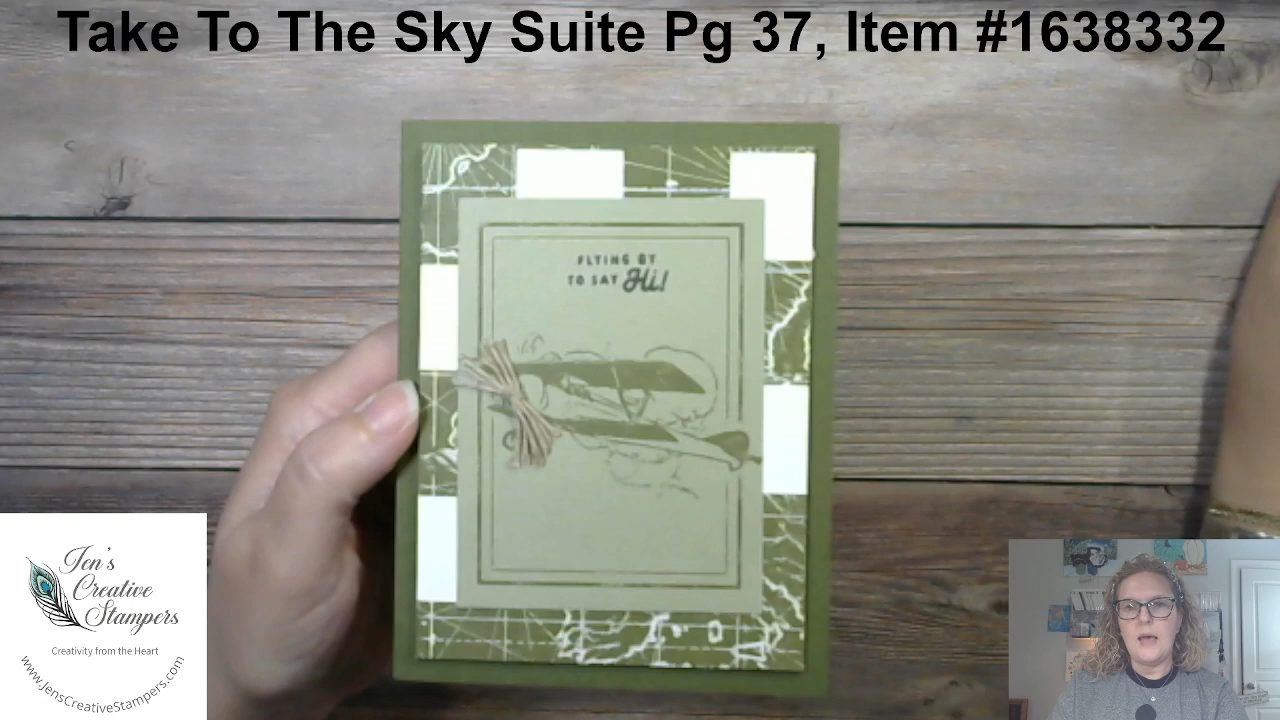 Take To The Sky Suite Pg 37, Item #1638332
FLYING BY
TO SAY Hi!
Jen's
Creative
Stampers
Creativity from the Heart
www.JensCreativeStampers.com